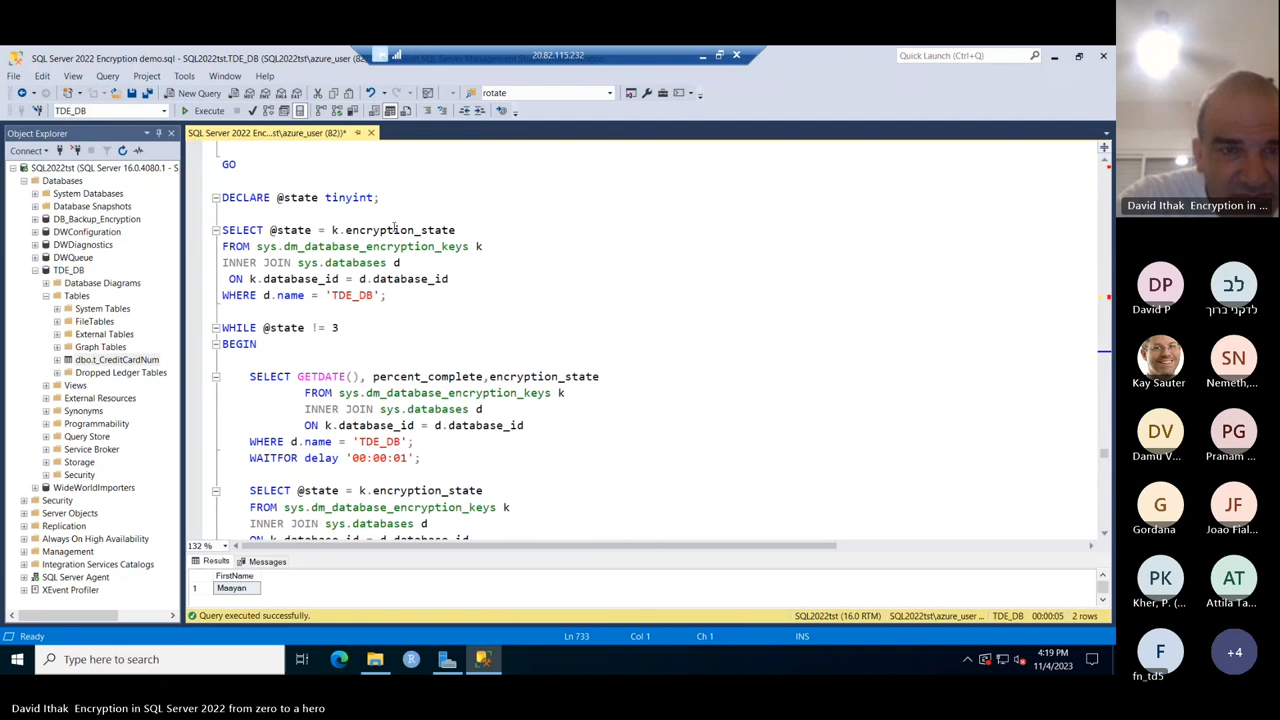 20.82.115.232
SQL Server 2022 Encryption demo.sql - SQL2022tst.TDE_DB (SQL2022tst\azure_user (82
Quick Launch (Control+Q)
File Edit View Query Project Tools Window Help
New Query
rotate
TDE_DB
Execute
Object Explorer
SQL Server 2022 Enc...st\azure_user (82))*
Connect
SQL2022tst (SQL Server 16.0.4080.1 - S
Databases
System Databases
Database Snapshots
DB_Backup_Encryption
DWConfiguration
DWDiagnostics
DWQueue
TDE_DB
Database Diagrams
Tables
System Tables
FileTables
External Tables
Graph Tables
dbo.t_CreditCardNum
Dropped Ledger Tables
Views
External Resources
Synonyms
Programmability
Query Store
Service Broker
Storage
Security
WideWorldImporters
Security
Server Objects
Replication
Always On High Availability
Management
Integration Services Catalogs
SQL Server Agent
XEvent Profiler
GO
DECLARE @state tinyint;
SELECT @state = k.encryption_state
FROM sys.dm_database_encryption_keys k
INNER JOIN sys.databases d
ON k.database_id = d.database_id
WHERE d.name = 'TDE_DB';
WHILE @state != 3
BEGIN
SELECT GETDATE(), percent_complete,encryption_state
FROM sys.dm_database_encryption_keys k
INNER JOIN sys.databases d
ON k.database_id = d.database_id
WHERE d.name = 'TDE_DB';
WAITFOR delay '00:00:01';
SELECT @state = k.encryption_state
FROM sys.dm_database_encryption_keys k
INNER JOIN sys.databases d
ON k.database_id = d.database_id
132 %
Results Messages
FirstName
1 Maayan
Query executed successfully.
SQL2022tst (16.0 RTM) SQL2022tst\azure_user ... TDE_DB 00:00:05 2 rows
Ready
Ln 733 Col 1 Ch 1 INS
Type here to search
4:19 PM
11/4/2023
David Ithak Encryption in ...
DP
David P
לב
לדקני ברוך
Kay Sauter
SN
Nemeth,...
DV
Damu V...
PG
Pranam ...
G
Gordana
JF
Joao Fial...
PK
Kher, P. (...
AT
Attila Ta...
F
fn_td5
+4
David Ithak Encryption in SQL Server 2022 from zero to a hero